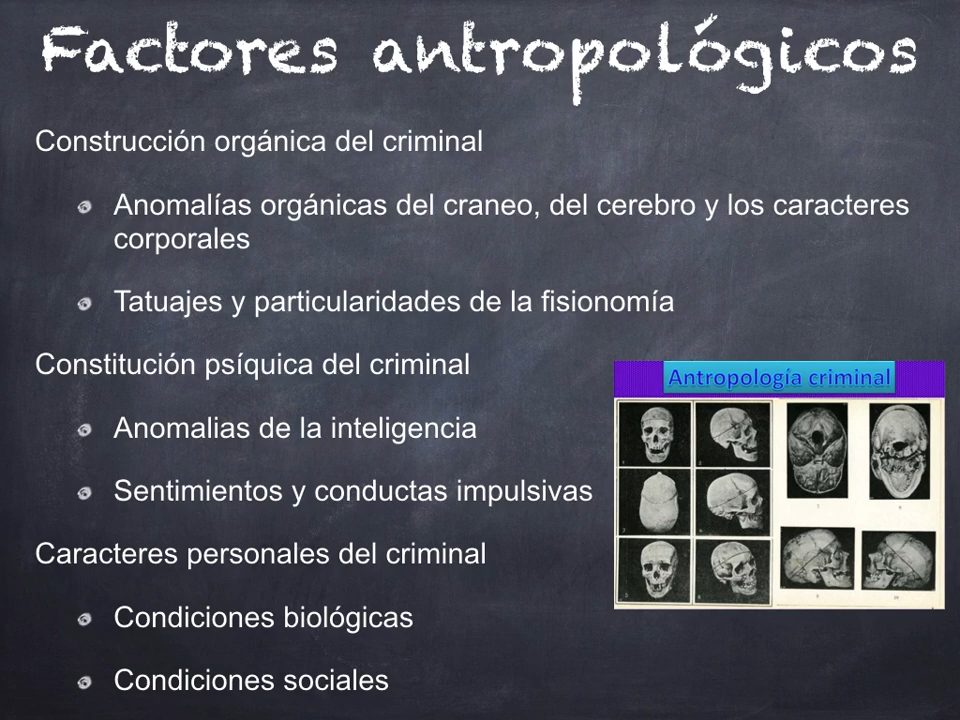 Factores antropológicos
Construcción orgánica del criminal
Anomalías orgánicas del craneo, del cerebro y los caracteres
corporales
Tatuajes y particularidades de la fisionomía
Constitución psíquica del criminal
Antropología criminal
Anomalias de la inteligencia
Sentimientos y conductas impulsivas
Caracteres personales del criminal
Condiciones biológicas
Condiciones sociales